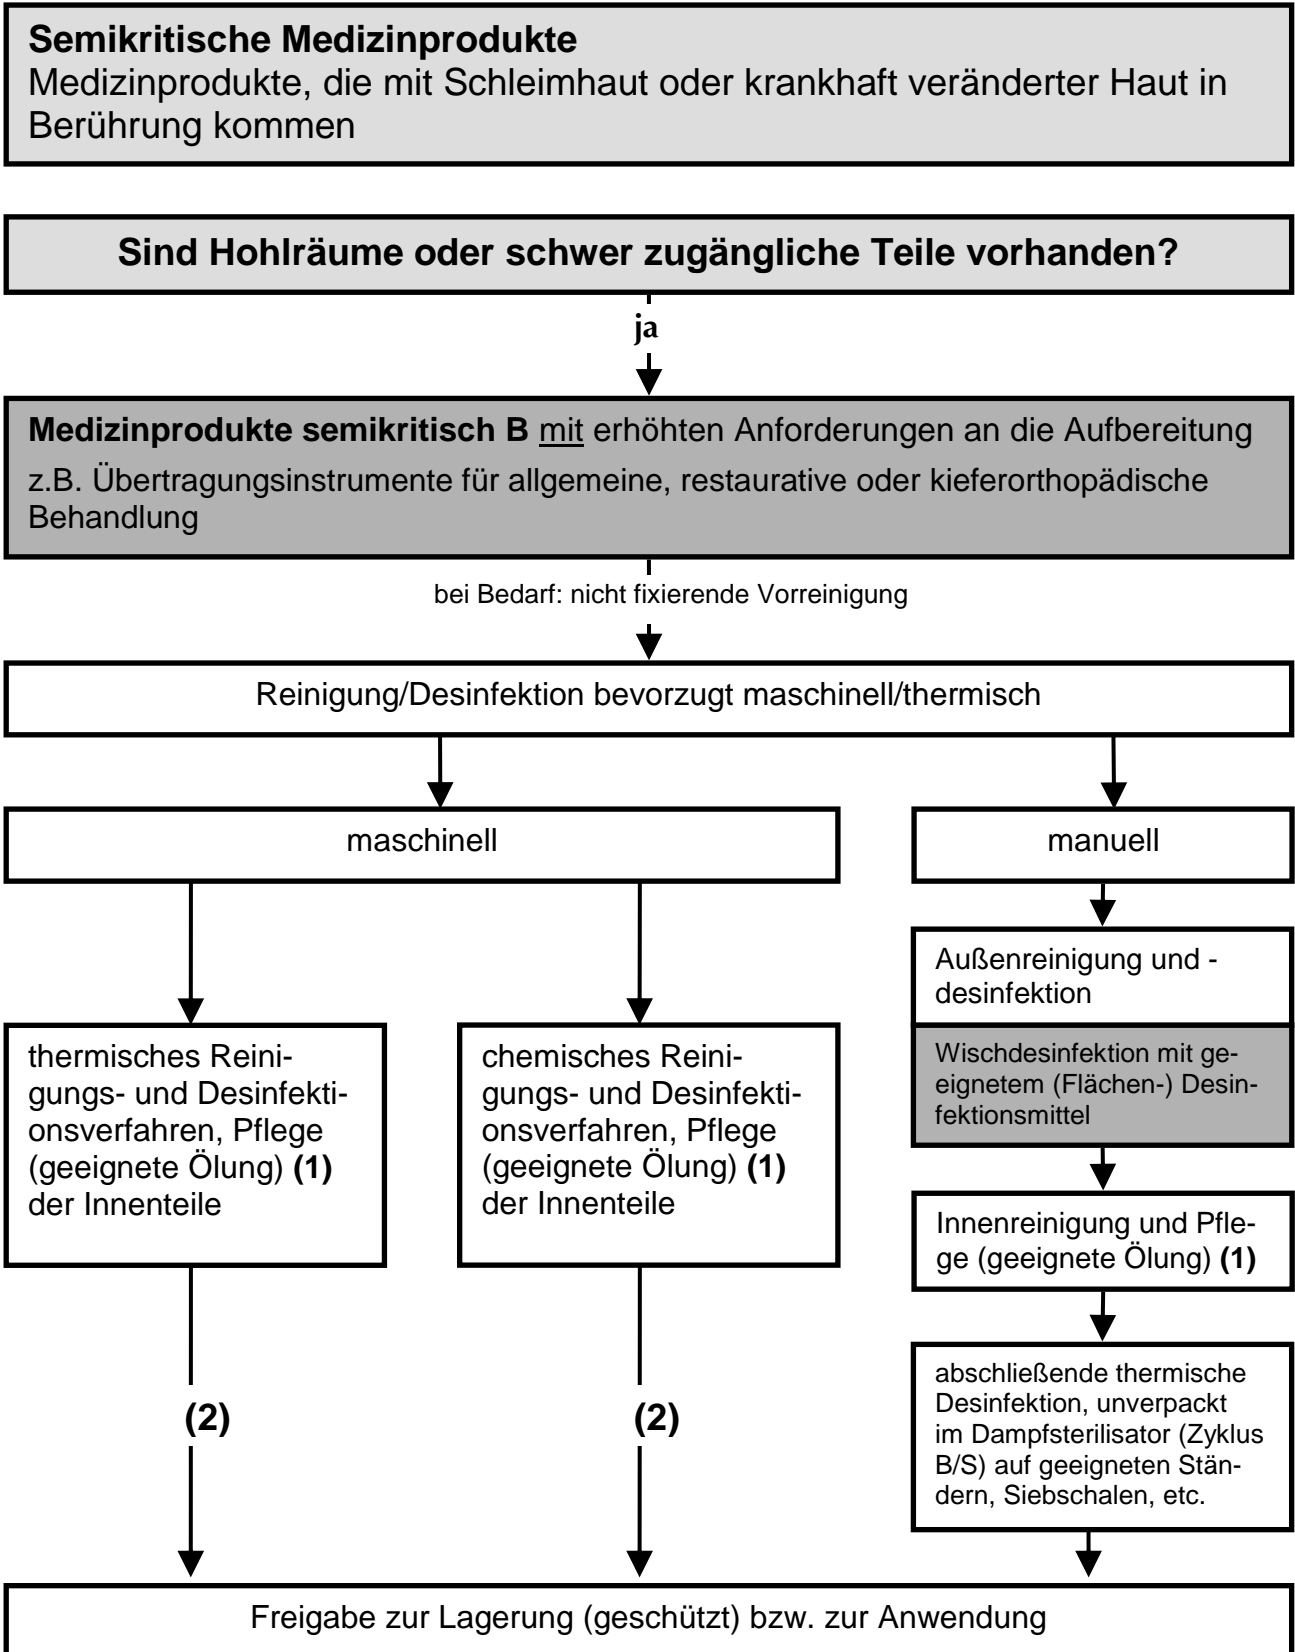 Semikritische Medizinprodukte
Medizinprodukte, die mit Schleimhaut oder krankhaft veränderter Haut in
Berührung kommen
Sind Hohlräume oder schwer zugängliche Teile vorhanden?
ja
Medizinprodukte semikritisch B mit erhöhten Anforderungen an die Aufbereitung
z.B. Übertragungsinstrumente für allgemeine, restaurative oder kieferorthopädische
Behandlung
bei Bedarf: nicht fixierende Vorreinigung
Reinigung/Desinfektion bevorzugt maschinell/thermisch
maschinell
thermisches Reini-
gungs- und Desinfekti-
onsverfahren, Pflege
(geeignete Ölung) (1)
der Innenteile
(2)
chemisches Reini-
gungs- und Desinfekti-
onsverfahren, Pflege
(geeignete Ölung) (1)
der Innenteile
(2)
manuell
Außenreinigung und -
desinfektion
Wischdesinfektion mit ge-
eignetem (Flächen-) Desin-
fektionsmittel
Innenreinigung und Pfle-
ge (geeignete Ölung) (1)
abschließende thermische
Desinfektion, unverpackt
im Dampfsterilisator (Zyklus
B/S) auf geeigneten Stän-
dern, Siebschalen, etc.
Freigabe zur Lagerung (geschützt) bzw. zur Anwendung